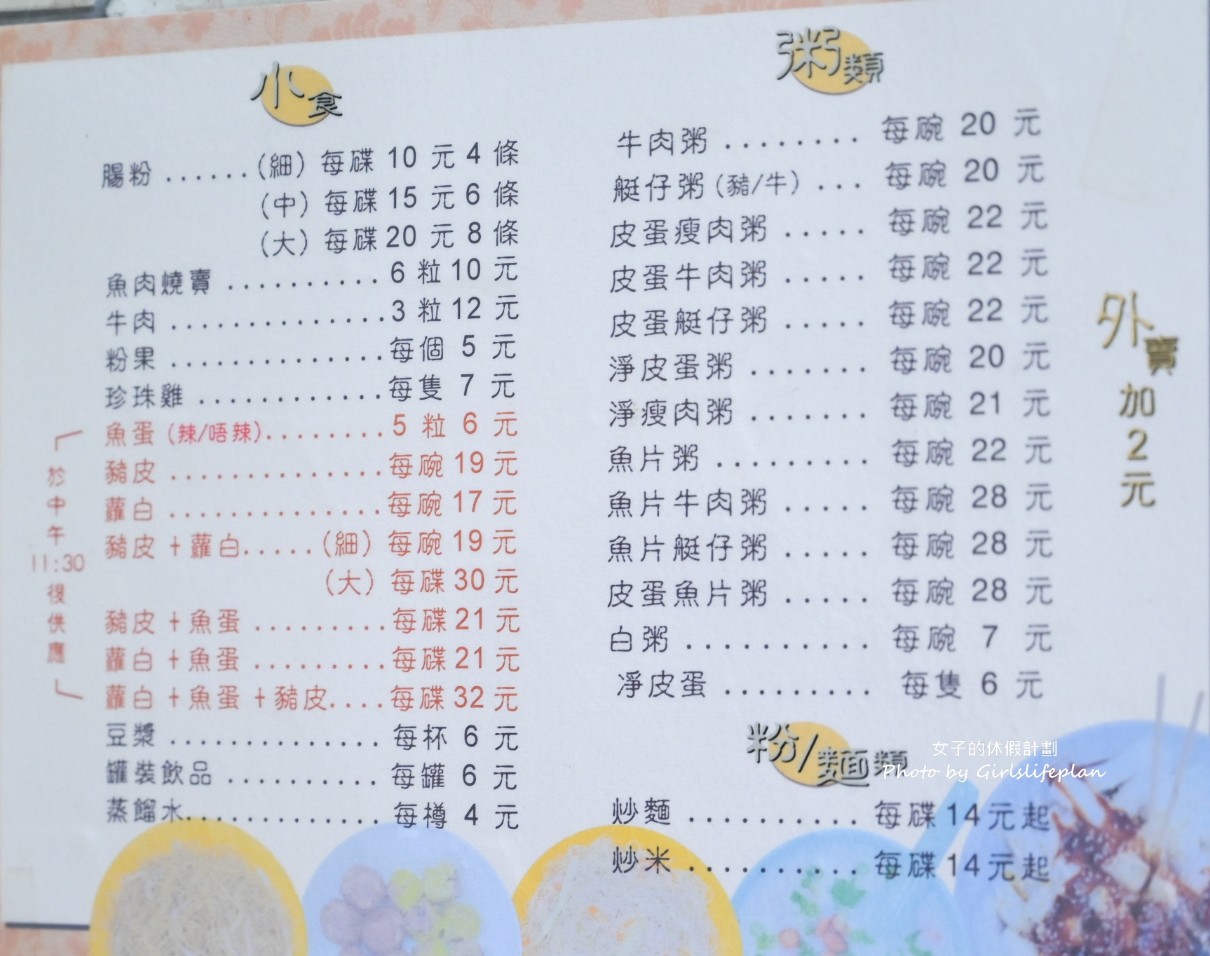 小食
腸粉 ......(細) 每碟 10 元 4 條
(中) 每碟 15 元 6 條
(大) 每碟 20 元 8 條
魚肉燒賣 .......... 6 粒 10 元
牛肉 ..............3 粒 12 元
粉果 ..............每個 5 元
珍珠雞 ............每隻 7 元
魚蛋 (辣/唔辣)........5 粒 6 元
豬皮 ..............每碗 19 元
蘿白 ..............每碗 17 元
豬皮 + 蘿白.....(細) 每碗 19 元
(大) 每碟 30 元
豬皮 + 魚蛋 .........每碟 21 元
蘿白 + 魚蛋 .........每碟 21 元
蘿白 + 魚蛋 + 豬皮....每碟 32 元
於中午11:30後供應
豆漿 .............. 每杯 6 元
罐裝飲品 .......... 每罐 6 元
蒸餾水.............. 每樽 4 元
粥類
牛肉粥 ........ 每碗 20 元
艇仔粥 (豬/牛) ... 每碗 20 元
皮蛋瘦肉粥 ..... 每碗 22 元
皮蛋牛肉粥 ..... 每碗 22 元
皮蛋艇仔粥 ..... 每碗 22 元
淨皮蛋粥 ....... 每碗 20 元
淨瘦肉粥 ....... 每碗 21 元
魚片粥 ......... 每碗 22 元
魚片牛肉粥 ..... 每碗 28 元
魚片艇仔粥 ..... 每碗 28 元
皮蛋魚片粥 ..... 每碗 28 元
白粥 ........... 每碗 7 元
淨皮蛋 ......... 每隻 6 元
粉/麵類
炒麵 .......... 每碟 14 元起
炒米 .......... 每碟 14 元起
外賣加2元
女子的休假計劃
Photo by Girlslifeplan